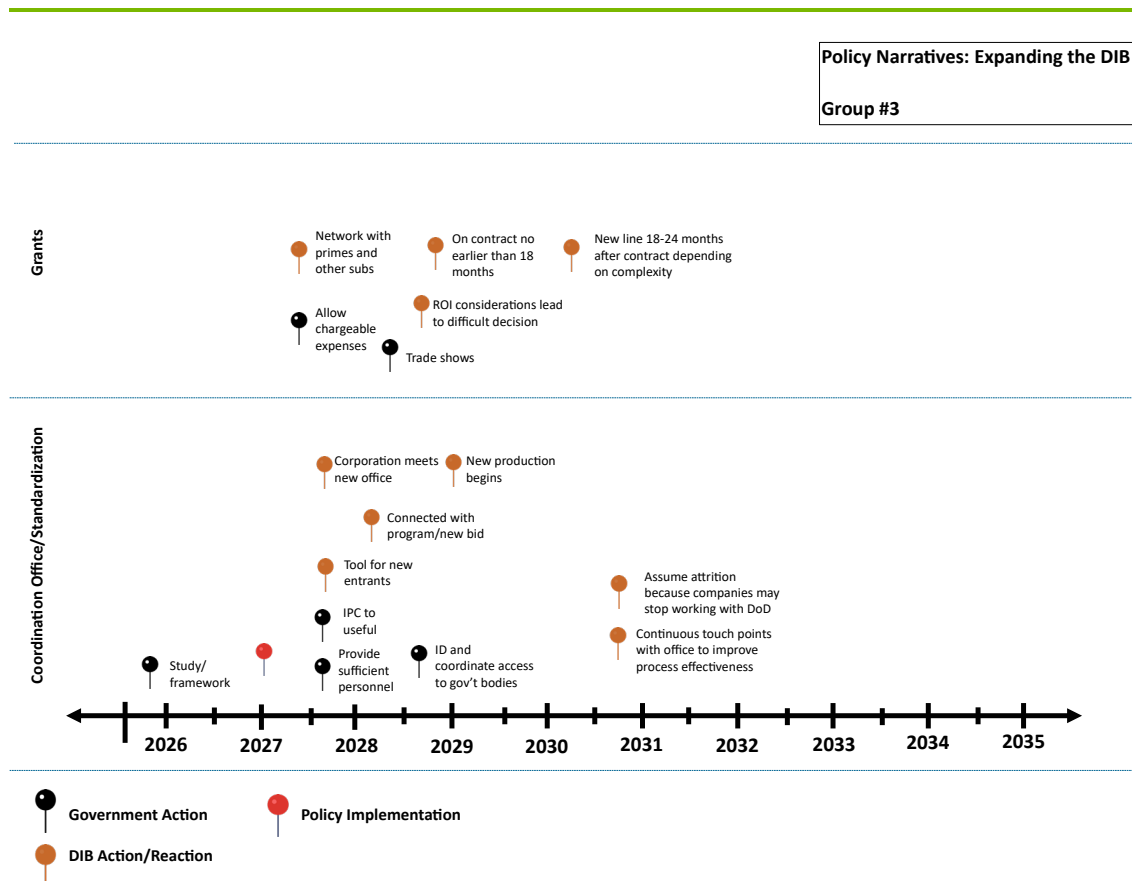 Policy Narratives: Expanding the DIB
Group #3
Grants
Network with
primes and
other subs
On contract no
earlier than 18
months
New line 18-24 months
after contract depending
on complexity
ROI considerations lead
to difficult decision
Allow
chargeable
expenses
Trade shows
Coordination Office/Standardization
Corporation meets
new office
New production
begins
Connected with
program/new bid
Tool for new
entrants
Assume attrition
because companies may
stop working with DoD
IPC to
useful
Continuous touch points
with office to improve
process effectiveness
Study/
framework
Provide
sufficient
personnel
ID and
coordinate access
to gov't bodies
2026 2027 2028 2029 2030 2031 2032 2033 2034 2035
Government Action
Policy Implementation
DIB Action/Reaction